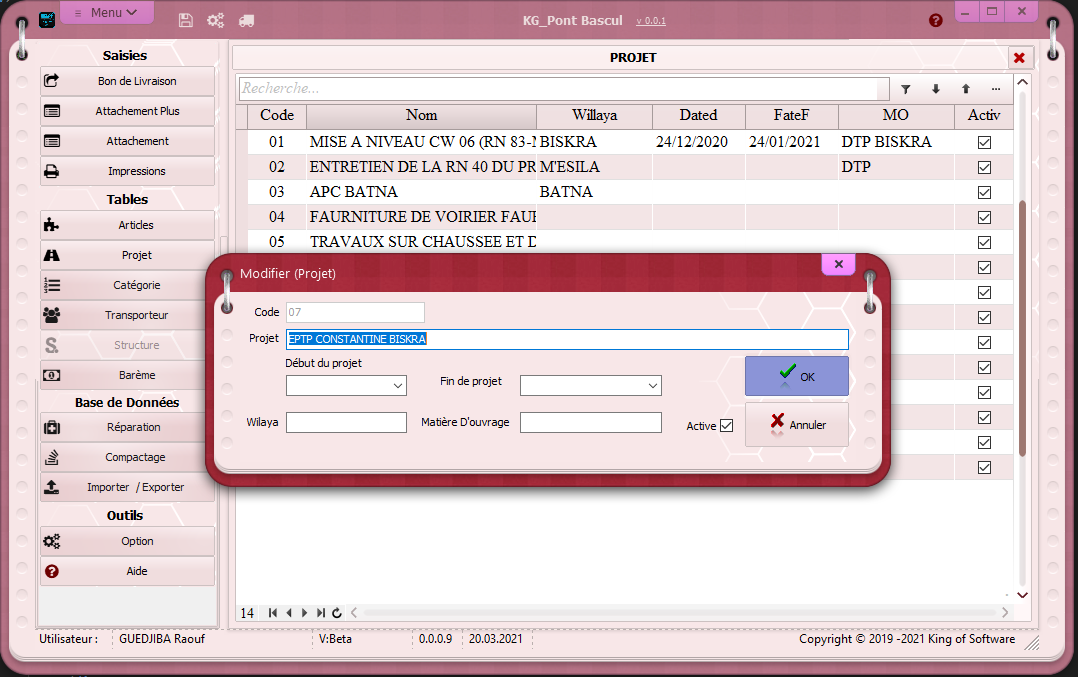 Menu
KG_Pont Bascul v 0.0.1
Saisies
Bon de Livraison
Attachement Plus
Attachement
Impressions
Tables
Articles
Projet
Catégorie
Transporteur
Structure
Barème
Base de Données
Réparation
Compactage
Importer / Exporter
Outils
Option
Aide
PROJET
Recherche...
Code Nom Willaya Dated FateF MO Activ
01 MISE A NIVEAU CW 06 (RN 83- BISKRA 24/12/2020 24/01/2021 DTP BISKRA
02 ENTRETIEN DE LA RN 40 DU PR M'ESILA DTP
03 APC BATNA BATNA
04 FAURNITURE DE VOIRIER
05 TRAVAUX SUR CHAUSSEE ET D
Modifier (Projet)
Code 07
Projet EPTP CONSTANTINE BISKRA
Début du projet
Fin de projet
OK
Wilaya Matière D'ouvrage Active Annuler
14
Utilisateur : GUEDJIBA Raouf V:Beta 0.0.0.9 20.03.2021 Copyright © 2019 -2021 King of Software